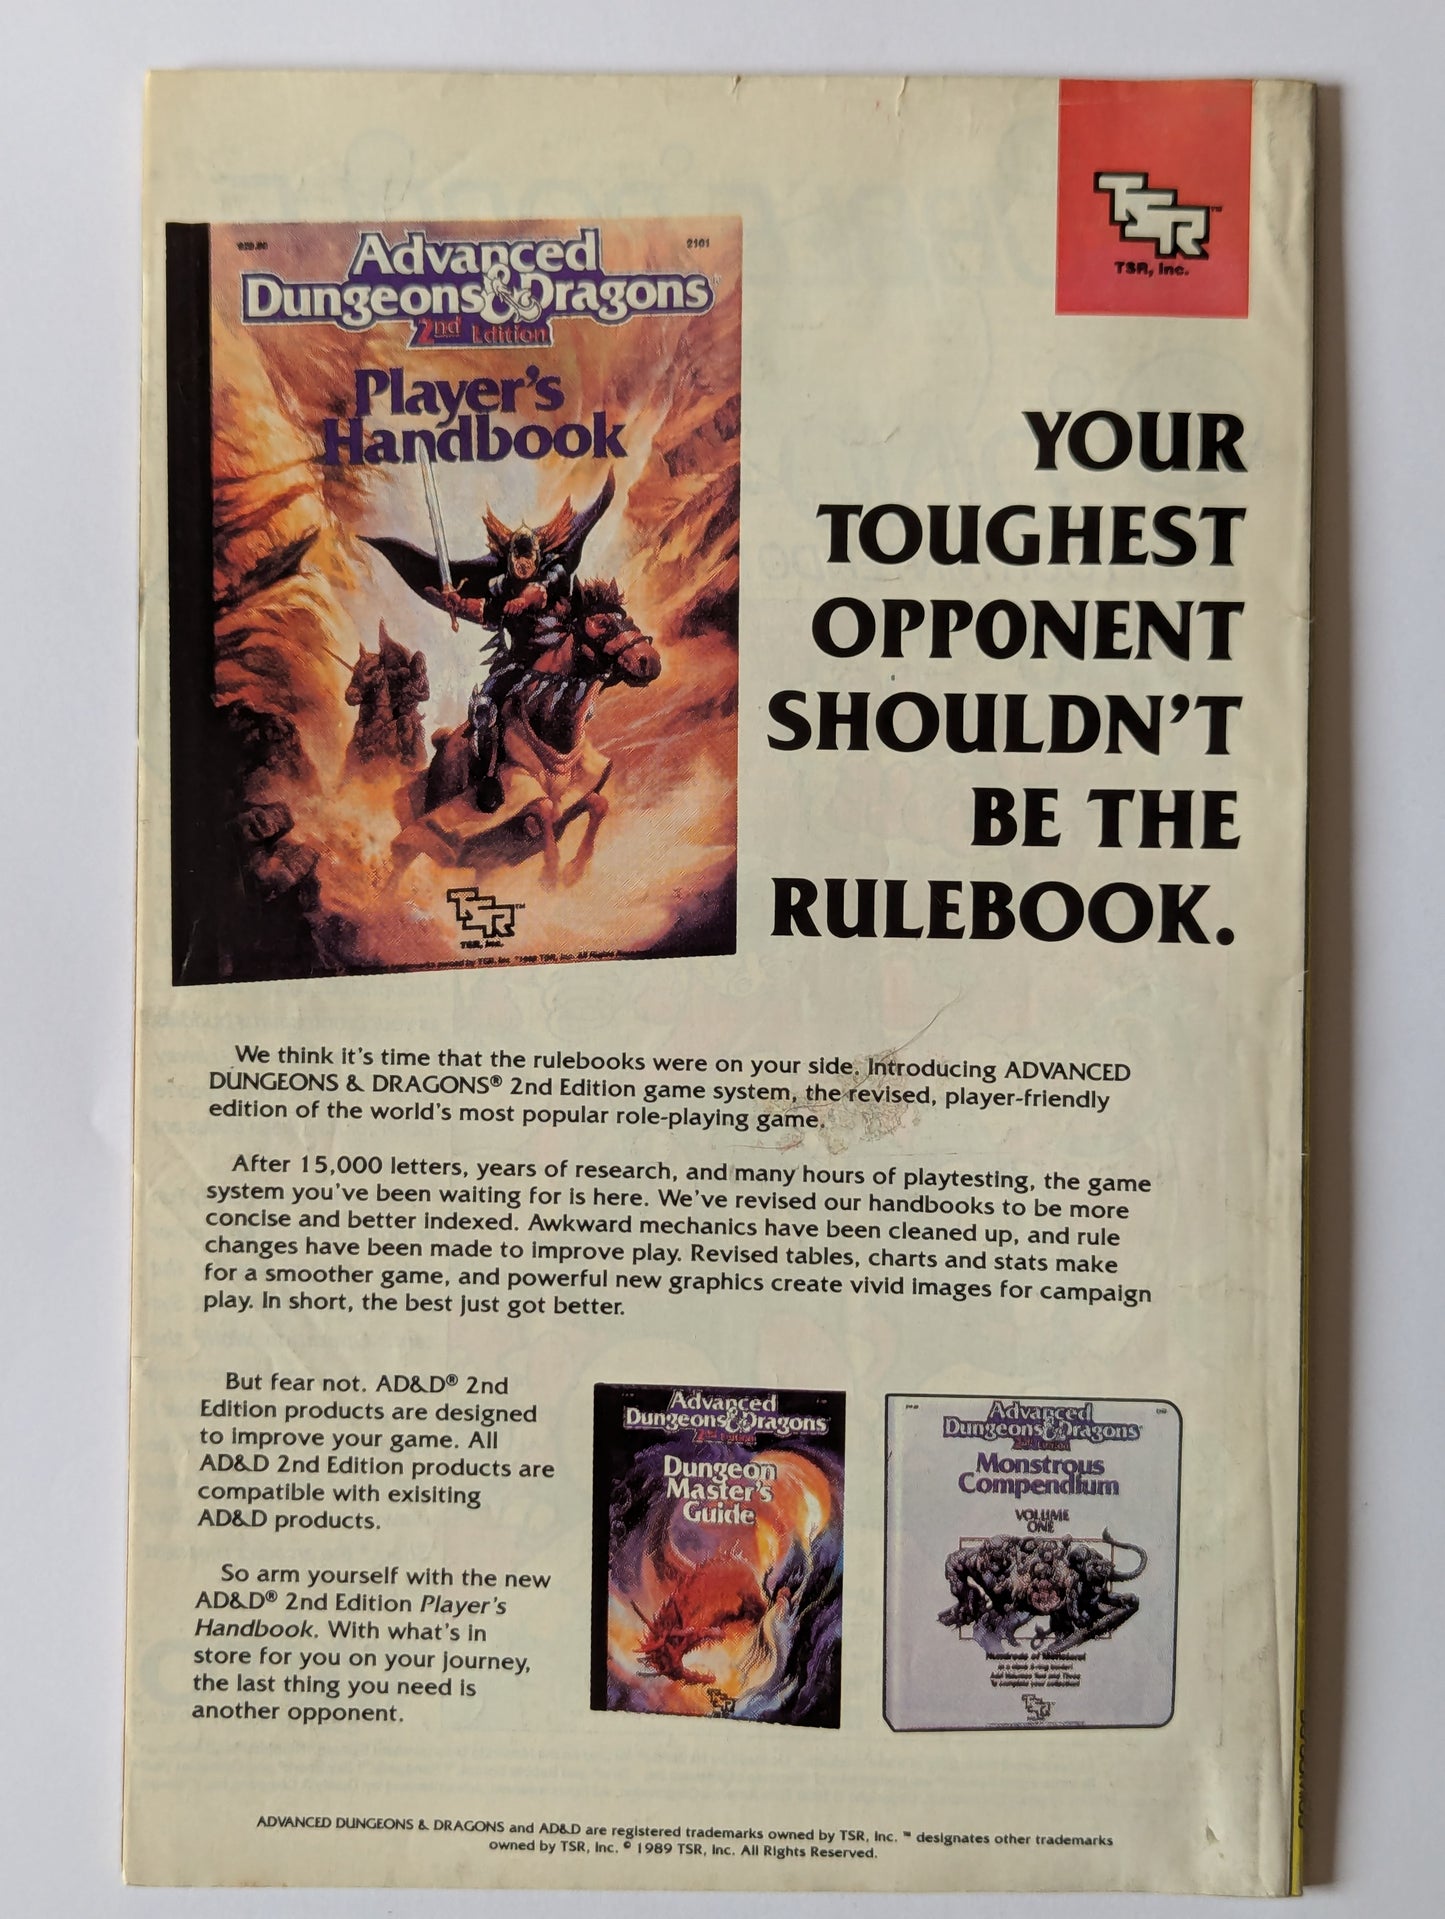 TSR™
TSR, Inc.
2101
Advanced
Dungeons & Dragons®
2nd Edition
Player's
Handbook
TSR™
TSR, Inc.
YOUR
TOUGHEST
OPPONENT
SHOULDN'T
BE THE
RULEBOOK.
We think it's time that the rulebooks were on your side. Introducing ADVANCED
DUNGEONS & DRAGONS® 2nd Edition game system, the revised, player-friendly
edition of the world's most popular role-playing game.
After 15,000 letters, years of research, and many hours of playtesting, the game
system you've been waiting for is here. We've revised our handbooks to be more
concise and better indexed. Awkward mechanics have been cleaned up, and rule
changes have been made to improve play. Revised tables, charts and stats make
for a smoother game, and powerful new graphics create vivid images for campaign
play. In short, the best just got better.
But fear not. AD&D® 2nd
Edition products are designed
to improve your game. All
AD&D 2nd Edition products are
compatible with exisiting
AD&D products.
So arm yourself with the new
AD&D® 2nd Edition Player's
Handbook. With what's in
store for you on your journey,
the last thing you need is
another opponent.
Advanced
Dungeons & Dragons
2nd Edition
Dungeon
Master's
Guide
TSR
Advanced
Dungeons & Dragons
2nd Edition
Monstrous
Compendium
VOLUME
ONE
TSR
ADVANCED DUNGEONS & DRAGONS and AD&D are registered trademarks owned by TSR, Inc. ™ designates other trademarks
owned by TSR, Inc. © 1989 TSR, Inc. All Rights Reserved.